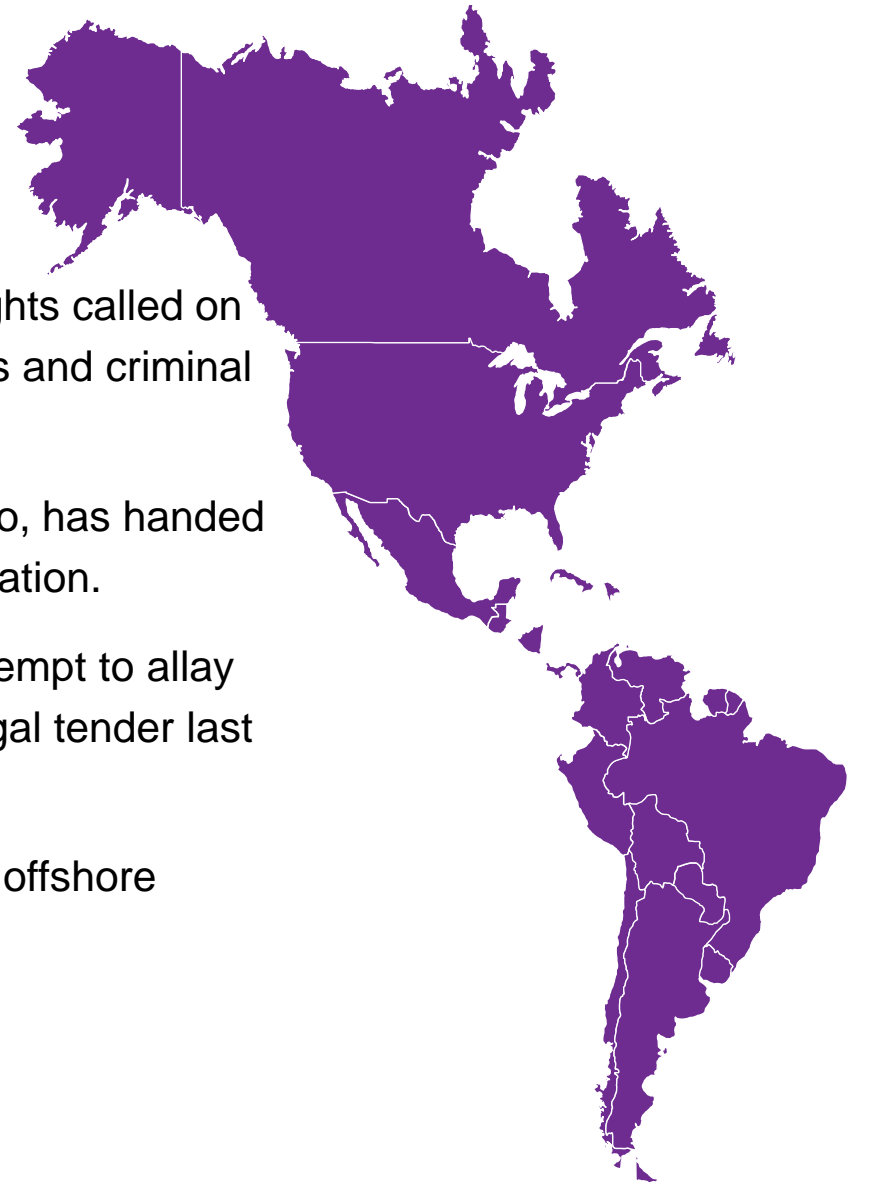 ghts called on
s and criminal
o, has handed
ation.
empt to allay
gal tender last
offshore